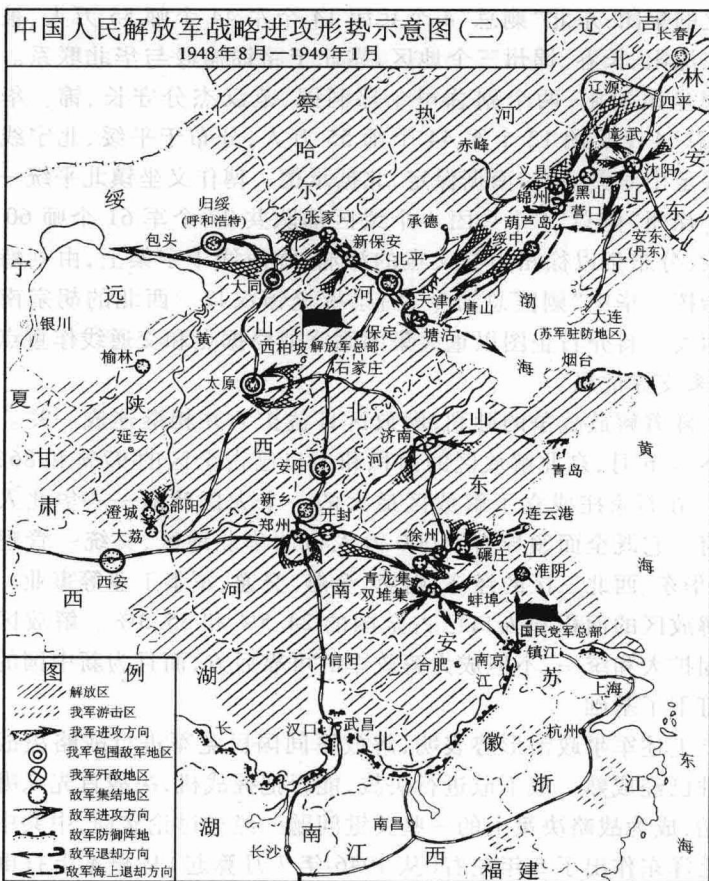 中国人民解放军战略进攻形势示意图(二)
1948年8月—1949年1月
吉
长春
林
辽
北
辽源
四平
察
哈
尔
热
河
赤峰
彰武
沈阳
安
东
义县
锦州
黑山
营口
辽
宁
葫芦岛
绥中
安东
(丹东)
大连
(苏军驻防地区)
绥
远
归绥
(呼和浩特)
包头
张家口
新保安
承德
北平
大同
天津
塘沽
唐山
渤
海
河
北
保定
西柏坡
解放军总部
石家庄
宁
夏
银川
榆林
陕
西
黄
河
延安
山
西
太原
烟台
黄
海
甘
肃
济南
山
东
青岛
安阳
新乡
郑州
开封
澄城
郃阳
大荔
西安
徐州
碾庄
连云港
江
苏
淮阴
青龙集
双堆集
蚌埠
国民党军总部
镇江
南京
河
南
安
徽
合肥
信阳
上海
湖
北
长
江
汉口
武昌
杭州
浙
江
东
海
湖
南
长沙
南昌
江
西
福
建
图 例
解放区
我军游击区
我军进攻方向
我军包围敌军地区
我军歼敌地区
敌军集结地区
敌军进攻方向
敌军防御阵地
敌军退却方向
敌军海上退却方向